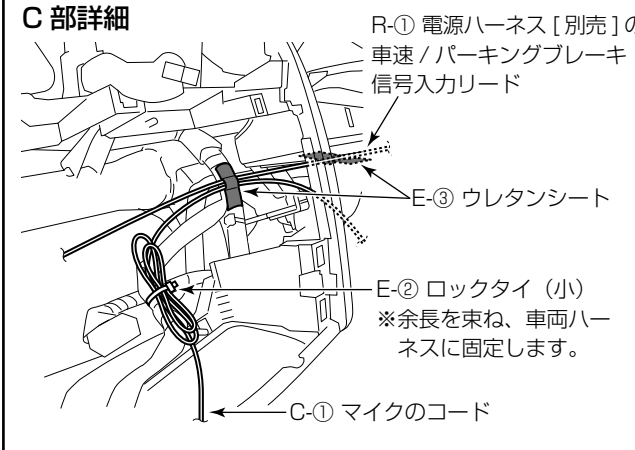 C 部詳細
R-① 電源ハーネス [ 別売 ] の
車速 / パーキングブレーキ
信号入力リード
E-③ ウレタンシート
E-② ロックタイ（小）
※余長を束ね、車両ハー
ネスに固定します。
C-① マイクのコード